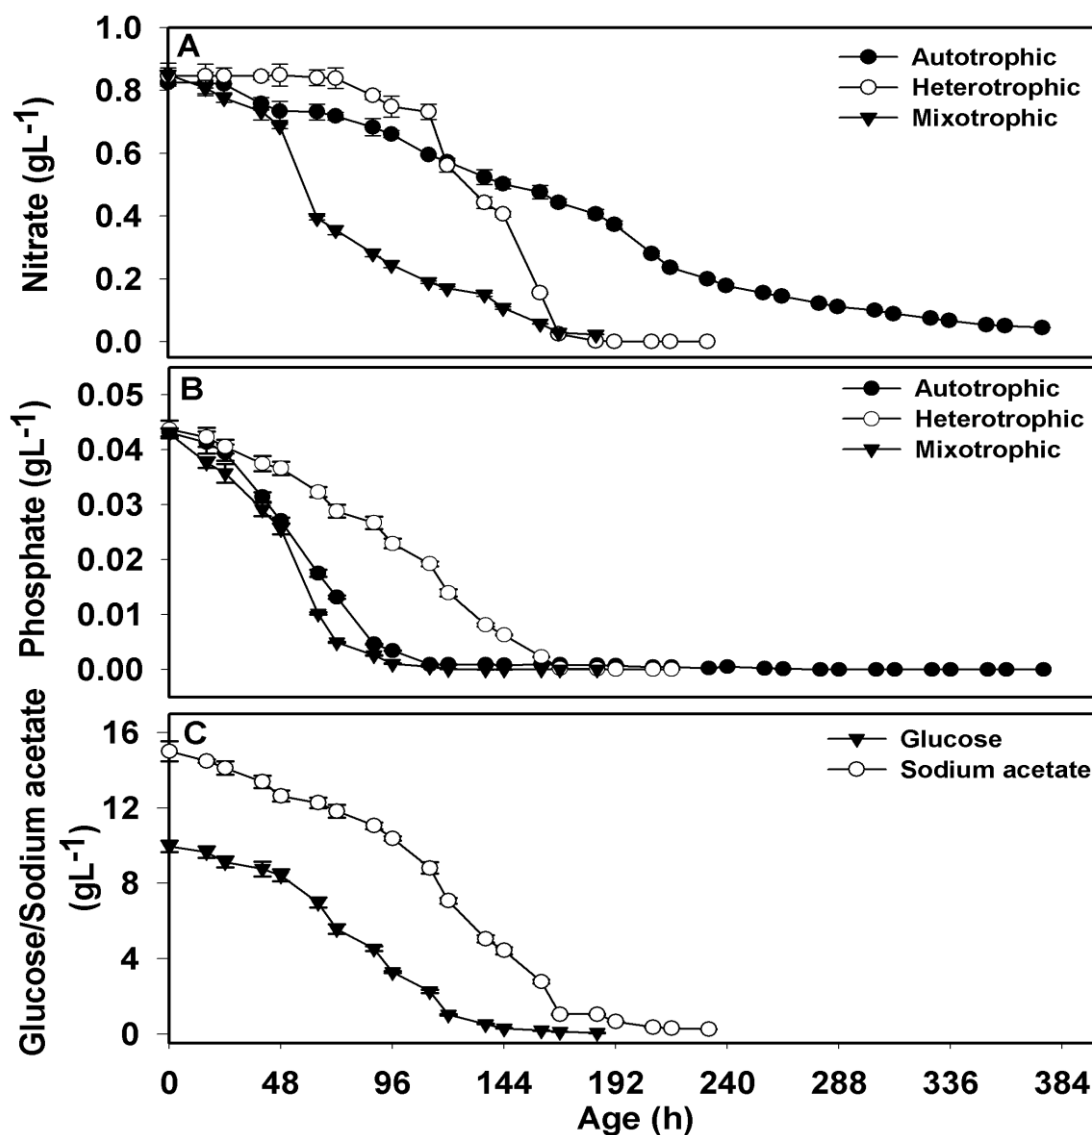 A
1.0
0.8
0.6
0.4
0.2
0.0
Nitrate (gL-1)
Autotrophic
Heterotrophic
Mixotrophic
B
0.05
0.04
0.03
0.02
0.01
0.00
Phosphate (gL-1)
Autotrophic
Heterotrophic
Mixotrophic
C
16
12
8
4
0
Glucose/Sodium acetate
(gL-1)
Glucose
Sodium acetate
0 48 96 144 192 240 288 336 384
Age (h)